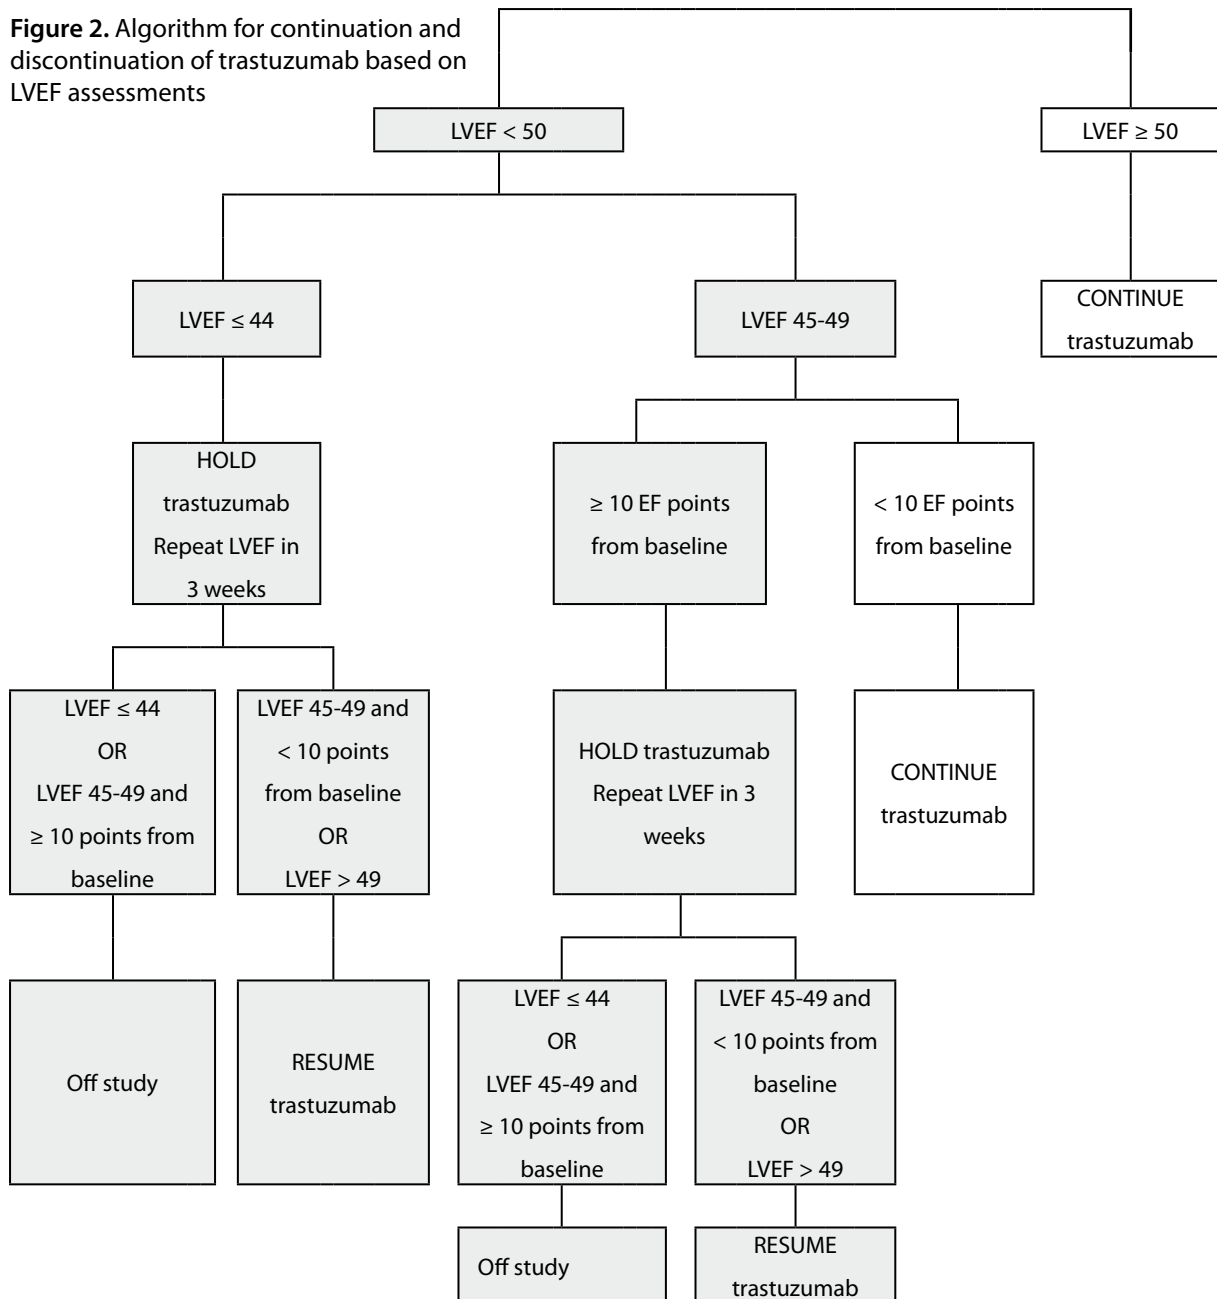 Figure 2. Algorithm for continuation and
discontinuation of trastuzumab based on
LVEF assessments
LVEF < 50
LVEF ≥ 50
LVEF ≤ 44
LVEF 45-49
CONTINUE
trastuzumab
HOLD
trastuzumab
Repeat LVEF in
3 weeks
≥ 10 EF points
from baseline
< 10 EF points
from baseline
LVEF ≤ 44
OR
LVEF 45-49 and
≥ 10 points from
baseline
LVEF 45-49 and
< 10 points
from baseline
OR
LVEF > 49
HOLD trastuzumab
Repeat LVEF in 3
weeks
CONTINUE
trastuzumab
Off study
RESUME
trastuzumab
LVEF ≤ 44
OR
LVEF 45-49 and
≥ 10 points from
baseline
LVEF 45-49 and
< 10 points from
baseline
OR
LVEF > 49
Off study
RESUME
trastuzumab